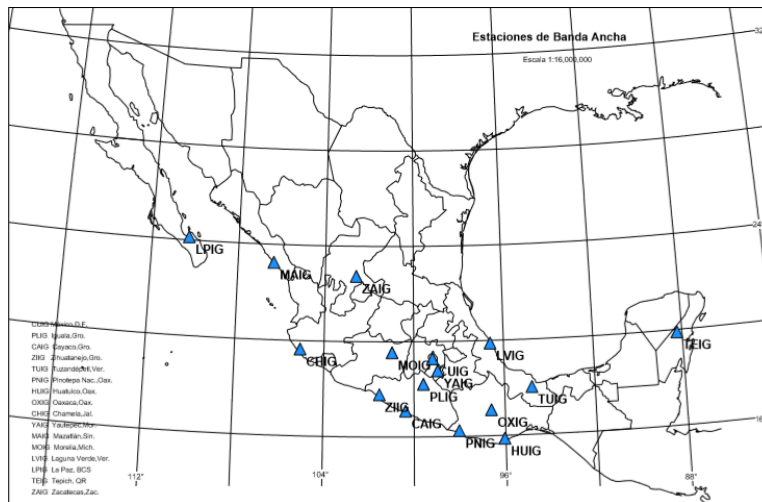 Estaciones de Banda Ancha
32
Escala 1:16,000,000
24
LPIG
MAIG
ZAIG
CUIG México,D.F.
PLIG Iguala,Gro.
CAIG Cayaco,Gro.
ZIIG Zihuatanejo,Gro.
TUIG Tuzandépetl,Ver.
PNIG Pinotepa Nac.,Oax.
HUIG Huatulco,Oax.
OXIG Oaxaca,Oax.
CHIG Chamela,Jal.
YAIG Yautepec,Mor.
MAIG Mazatlán,Sin.
MOIG Morelia,Mich.
LVIG Laguna Verde,Ver.
LPIG La Paz, BCS
TEIG Tepich, QR
ZAIG Zacatecas,Zac.
CHIG
MOIG
CUIG
YAIG
LVIG
TEIG
ZIIG
PLIG
TUIG
CAIG
OXIG
PNIG
HUIG
16
112°
104°
96°
88°